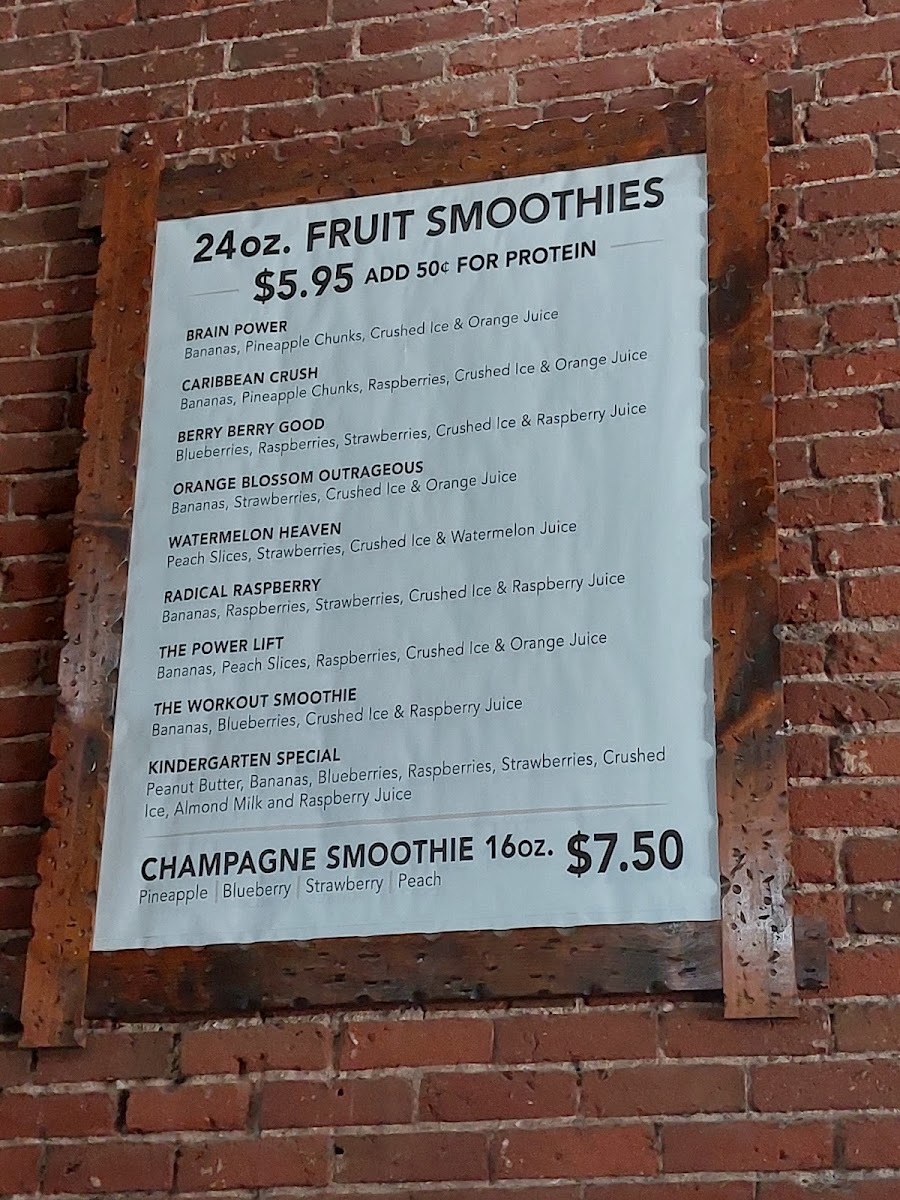 24oz. FRUIT SMOOTHIES
$5.95 ADD 50¢ FOR PROTEIN
BRAIN POWER
Bananas, Pineapple Chunks, Crushed Ice & Orange Juice
CARIBBEAN CRUSH
Bananas, Pineapple Chunks, Raspberries, Crushed Ice & Orange Juice
BERRY BERRY GOOD
Blueberries, Raspberries, Strawberries, Crushed Ice & Raspberry Juice
ORANGE BLOSSOM OUTRAGEOUS
Bananas, Strawberries, Crushed Ice & Orange Juice
WATERMELON HEAVEN
Peach Slices, Strawberries, Crushed Ice & Watermelon Juice
RADICAL RASPBERRY
Bananas, Raspberries, Strawberries, Crushed Ice & Raspberry Juice
THE POWER LIFT
Bananas, Peach Slices, Raspberries, Crushed Ice & Orange Juice
THE WORKOUT SMOOTHIE
Bananas, Blueberries, Crushed Ice & Raspberry Juice
KINDERGARTEN SPECIAL
Peanut Butter, Bananas, Blueberries, Raspberries, Strawberries, Crushed
Ice, Almond Milk and Raspberry Juice
CHAMPAGNE SMOOTHIE 16oz. $7.50
Pineapple | Blueberry | Strawberry | Peach